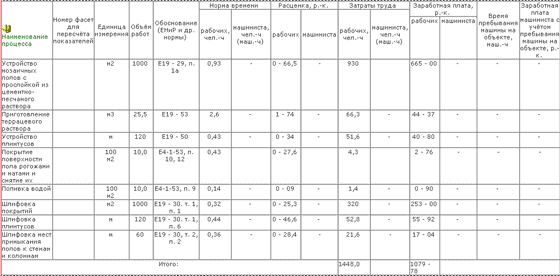 Наименование процесса
Номер фасет для пересчёта показателей
Единица измерения
Объём работ
Обоснование (ЕНиР и др. нормы)
Норма времени
рабочих, чел.-ч
машиниста, чел.-ч (маш.-ч)
Расценка, р.-к.
рабочих
машиниста
Затраты труда
рабочих, чел.-ч
машиниста, чел.-ч (маш.-ч)
Заработная плата, р.-к.
рабочих
машиниста
Время пребывания машины на объекте, маш.-ч
Заработная плата машиниста с учётом пребывания машины на объекте, р.-к.
Устройство мозаичных полов с прослойкой из цементно-песчаного раствора м2 1000 Е19 - 29, п. 1а 0,93 - 0 - 66,5 - 930 - 665 - 00 - - -
Приготовление террацевого раствора м3 25,5 Е19 - 53 2,6 - 1 - 74 - 66,3 - 44 - 37 - - -
Устройство плинтусов м 120 Е19 - 50 0,43 - 0 - 34 - 51,6 - 40 - 80 - - -
Покрытие поверхности пола рогожами и матами и снятие их 100 м2 10,0 Е4-1-53, п. 10, 12 0,43 - 0 - 27,6 - 4,3 - 2 - 76 - - -
Поливка водой 100 м2 10,0 Е4-1-53, п. 9 0,14 - 0 - 09 - 1,4 - 0 - 90 - - -
Шлифовка покрытий м2 1000 Е19 - 30, т. 1, п. 1 0,32 - 0 - 25,3 - 320 - 253 - 00 - - -
Шлифовка плинтусов м 120 Е19 - 30, т. 1, п. 6 0,44 - 0 - 46,6 - 52,8 - 55 - 92 - - -
Шлифовка мест примыкания полов к стенам и колоннам м 60 Е19 - 30, т. 2, п. 2 0,36 - 0 - 28,4 - 21,6 - 17 - 04 - - -
Итого: 1448,0 1079 - 78